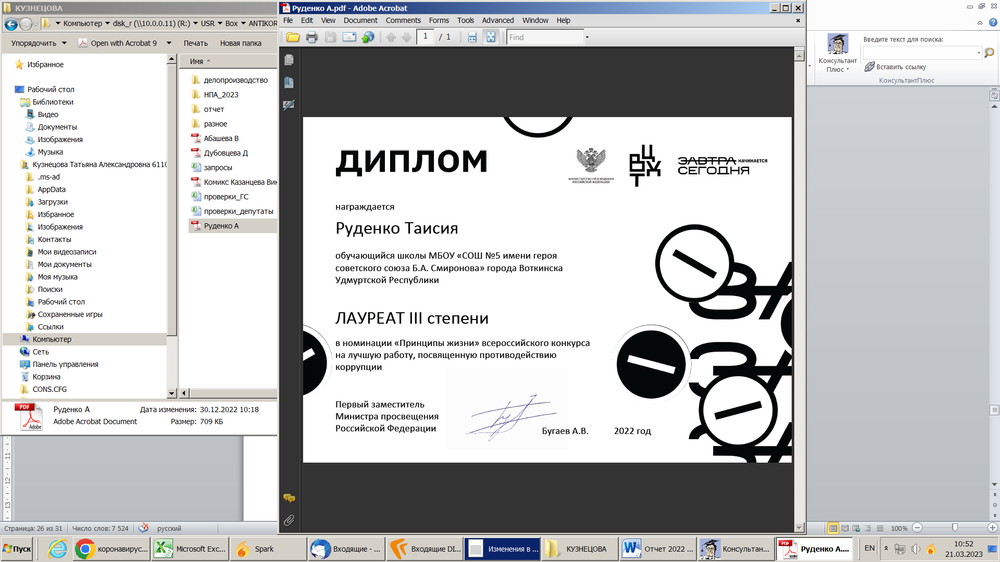 КУЗНЕЦОВА
Компьютер disk_r (\\10.0.0.11) (R:) USR Box ANTIKOR
Упорядочить Open with Acrobat 9 Печать Новая папка
Избранное
Рабочий стол
Библиотеки
Видео
Документы
Изображения
Музыка
Кузнецова Татьяна Александровна 6110
.ms-ad
AppData
Загрузки
Избранное
Изображения
Контакты
Мои видеозаписи
Мои документы
Моя музыка
Поиски
Рабочий стол
Сохраненные игры
Ссылки
Компьютер
Сеть
Панель управления
Корзина
CONS.CFG
Имя
делопроизводство
НПА_2023
отчет
разное
Абашева В
Дубовцева Д
запросы
Комикс Казанцева Вик
проверки_ГС
проверки_депутаты
Руденко А
Руденко А Дата изменения: 30.12.2022 10:18
Adobe Acrobat Document Размер: 709 КБ
Руденко А.pdf - Adobe Acrobat
File Edit View Document Comments Forms Tools Advanced Window Help
1 / 1 Find
ДИПЛОМ
МИНИСТЕРСТВО ПРОСВЕЩЕНИЯ
РОССИЙСКОЙ ФЕДЕРАЦИИ
ВЦДТ
ЗАВТРА НАЧИНАЕТСЯ
СЕГОДНЯ
награждается
Руденко Таисия
обучающийся школы МБОУ «СОШ №5 имени героя
советского союза Б.А. Смиронова» города Воткинска
Удмуртской Республики
ЛАУРЕАТ III степени
в номинации «Принципы жизни» всероссийского конкурса
на лучшую работу, посвященную противодействию
коррупции
Первый заместитель
Министра просвещения
Российской Федерации
Бугаев А.В. 2022 год
Введите текст для поиска:
Консультант
Плюс
Вставить ссылку
КонсультантПлюс
11
12
13
Страница: 26 из 31 Число слов: 7 524 русский
100%
Пуск коронавирус... Microsoft Exc... Spark Входящие - ... Входящие DI... Изменения в ... КУЗНЕЦОВА Отчет 2022 ... Консультан... Руденко А.... EN
10:52
21.03.2023